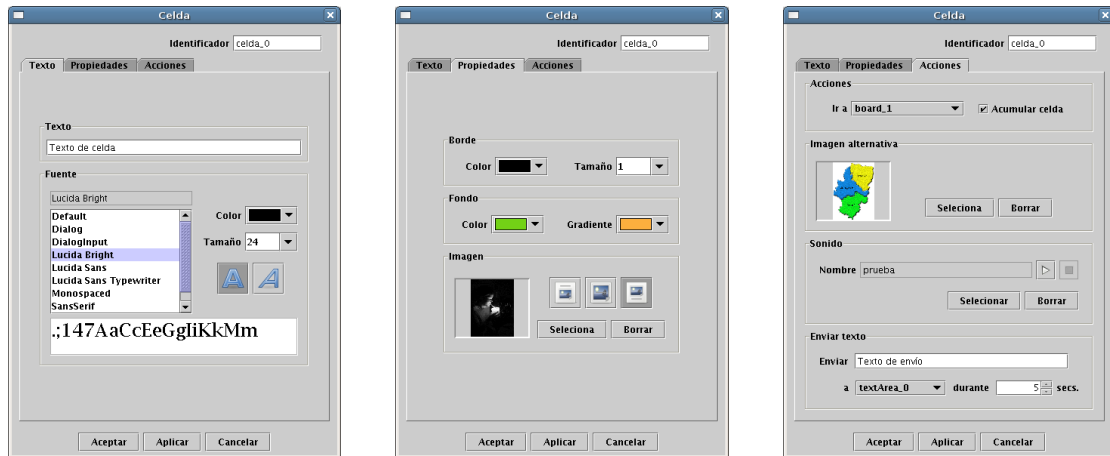 Celda
Identificador celda_0
Texto Propiedades Acciones
Texto
Texto de celda
Fuente
Lucida Bright
Default
Dialog
DialogInput
Lucida Bright
Lucida Sans
Lucida Sans Typewriter
Monospaced
SansSerif
Color
Tamaño 24
A A
.;147AaCcEeGgIiKkMm
Aceptar Aplicar Cancelar
Celda
Identificador celda_0
Texto Propiedades Acciones
Borde
Color Tamaño 1
Fondo
Color Gradiente
Imagen
Selecciona Borrar
Aceptar Aplicar Cancelar
Celda
Identificador celda_0
Texto Propiedades Acciones
Acciones
Ir a board_1 Acumular celda
Imagen alternativa
Selecciona Borrar
Sonido
Nombre prueba
Seleccionar Borrar
Enviar texto
Enviar Texto de envío
a textArea_0 durante 5 secs.
Aceptar Aplicar Cancelar